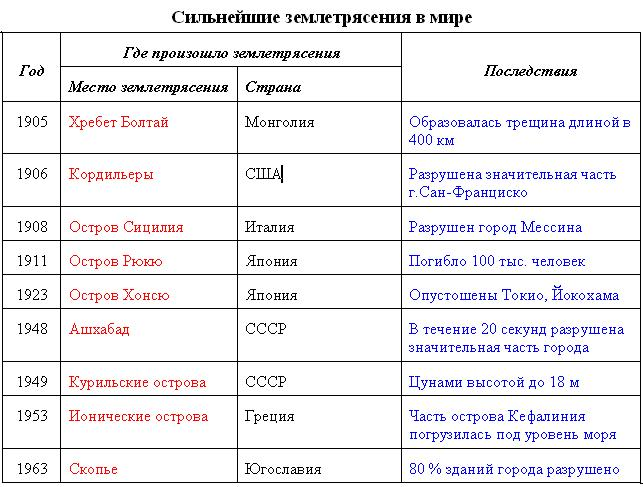 Сильнейшие землетрясения в мире
Год
Где произошло землетрясения
Последствия
Место землетрясения Страна
1905 Хребет Болтай Монголия Образовалась трещина длиной в
400 км
1906 Кордильеры США Разрушена значительная часть
г.Сан-Франциско
1908 Остров Сицилия Италия Разрушен город Мессина
1911 Остров Рюкю Япония Погибло 100 тыс. человек
1923 Остров Хонсю Япония Опустошены Токио, Йокохама
1948 Ашхабад СССР В течение 20 секунд разрушена
значительная часть города
1949 Курильские острова СССР Цунами высотой до 18 м
1953 Ионические острова Греция Часть острова Кефалиния
погрузилась под уровень моря
1963 Скопье Югославия 80 % зданий города разрушено